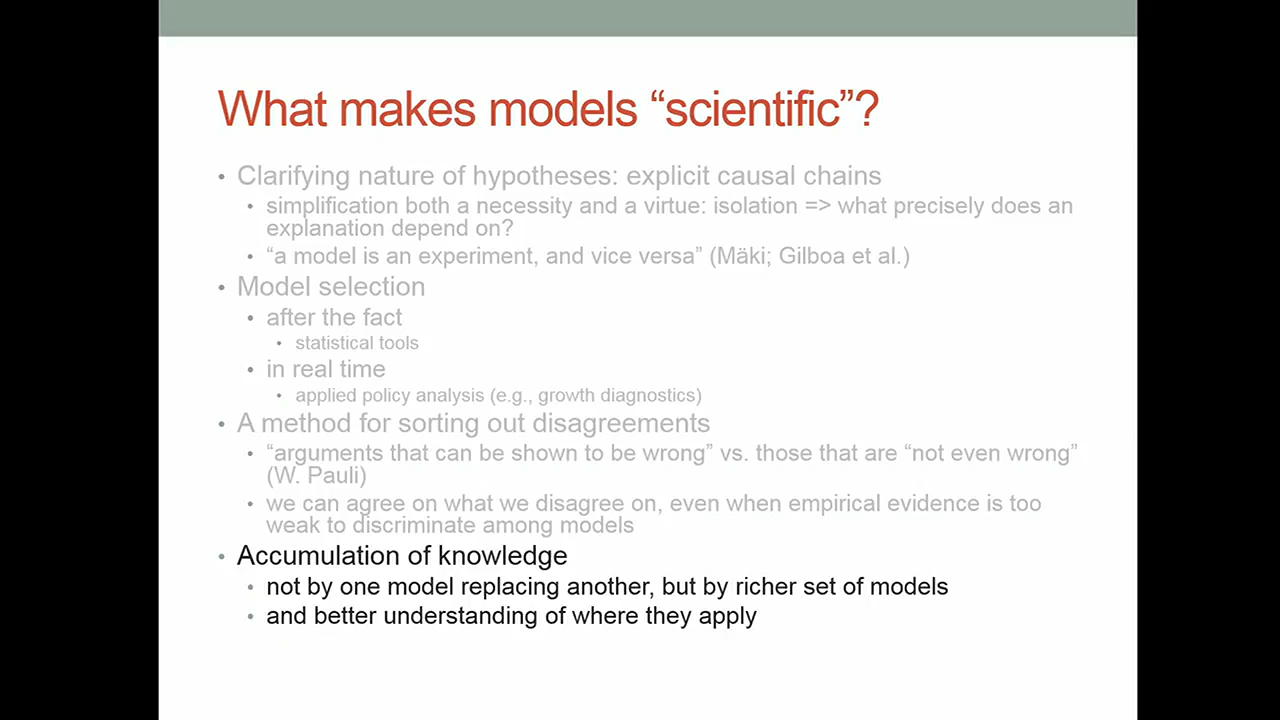 What makes models “scientific”?
• Clarifying nature of hypotheses: explicit causal chains
• simplification both a necessity and a virtue: isolation => what precisely does an
explanation depend on?
• “a model is an experiment, and vice versa” (Mäki; Gilboa et al.)
• Model selection
• after the fact
• statistical tools
• in real time
• applied policy analysis (e.g., growth diagnostics)
• A method for sorting out disagreements
• “arguments that can be shown to be wrong” vs. those that are “not even wrong”
(W. Pauli)
• we can agree on what we disagree on, even when empirical evidence is too
weak to discriminate among models
• Accumulation of knowledge
• not by one model replacing another, but by richer set of models
• and better understanding of where they apply